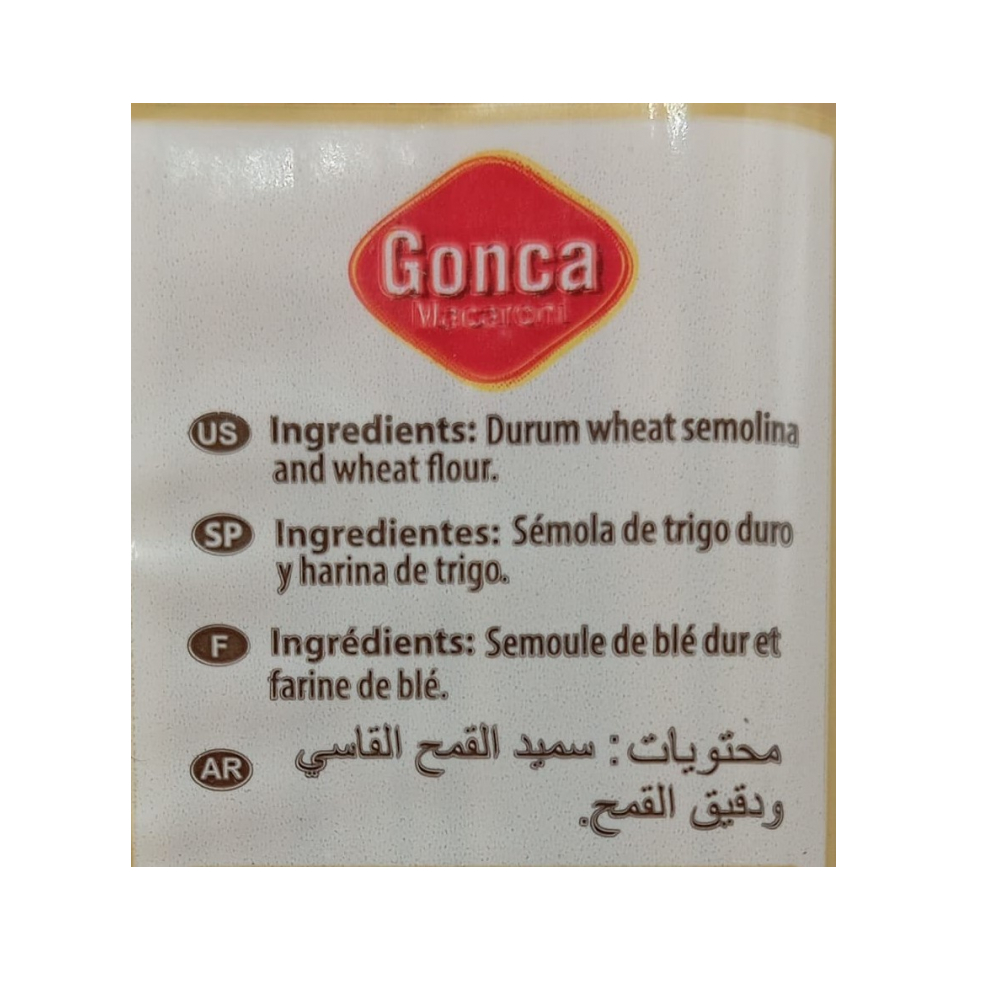 Gonca
Macaroni
US Ingredients: Durum wheat semolina
and wheat flour.
SP Ingredientes: Sémola de trigo duro
y harina de trigo.
F Ingrédients: Semoule de blé dur et
farine de blé.
AR محتويات: سميد القمح القاسي
ودقيق القمح.